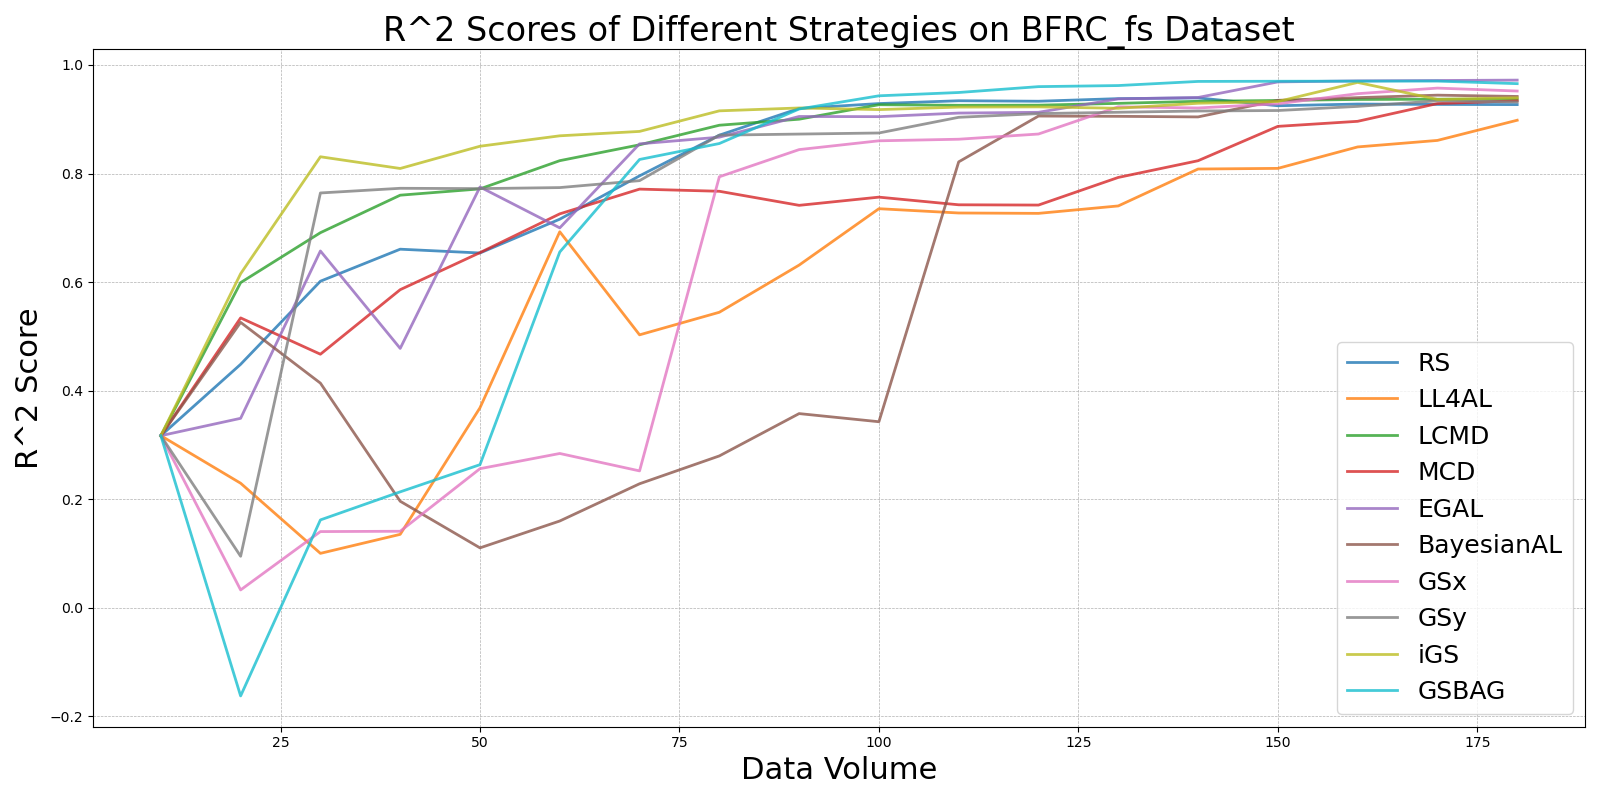 R^2 Scores of Different Strategies on BFRC_fs Dataset
R^2 Score
1.0
0.8
0.6
0.4
0.2
0.0
−0.2
25 50 75 100 125 150 175
Data Volume
RS
LL4AL
LCMD
MCD
EGAL
BayesianAL
GSx
GSy
iGS
GSBAG